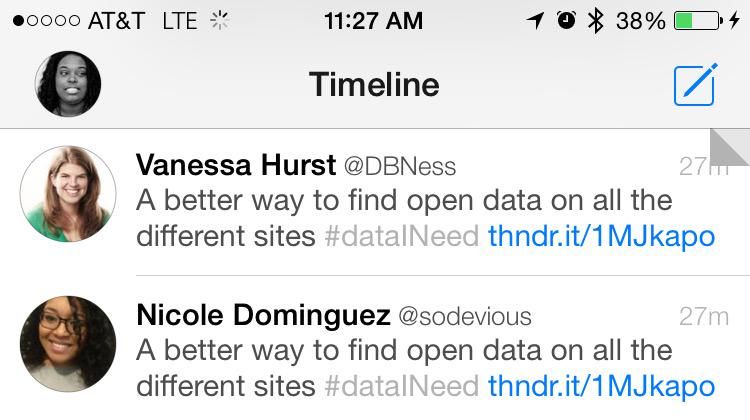 AT&T LTE 11:27 AM 38%
Timeline
Vanessa Hurst @DBNess 27m
A better way to find open data on all the
different sites #dataINeed thndr.it/1MJkapo
Nicole Dominguez @sodevious 27m
A better way to find open data on all the
different sites #dataINeed thndr.it/1MJkapo